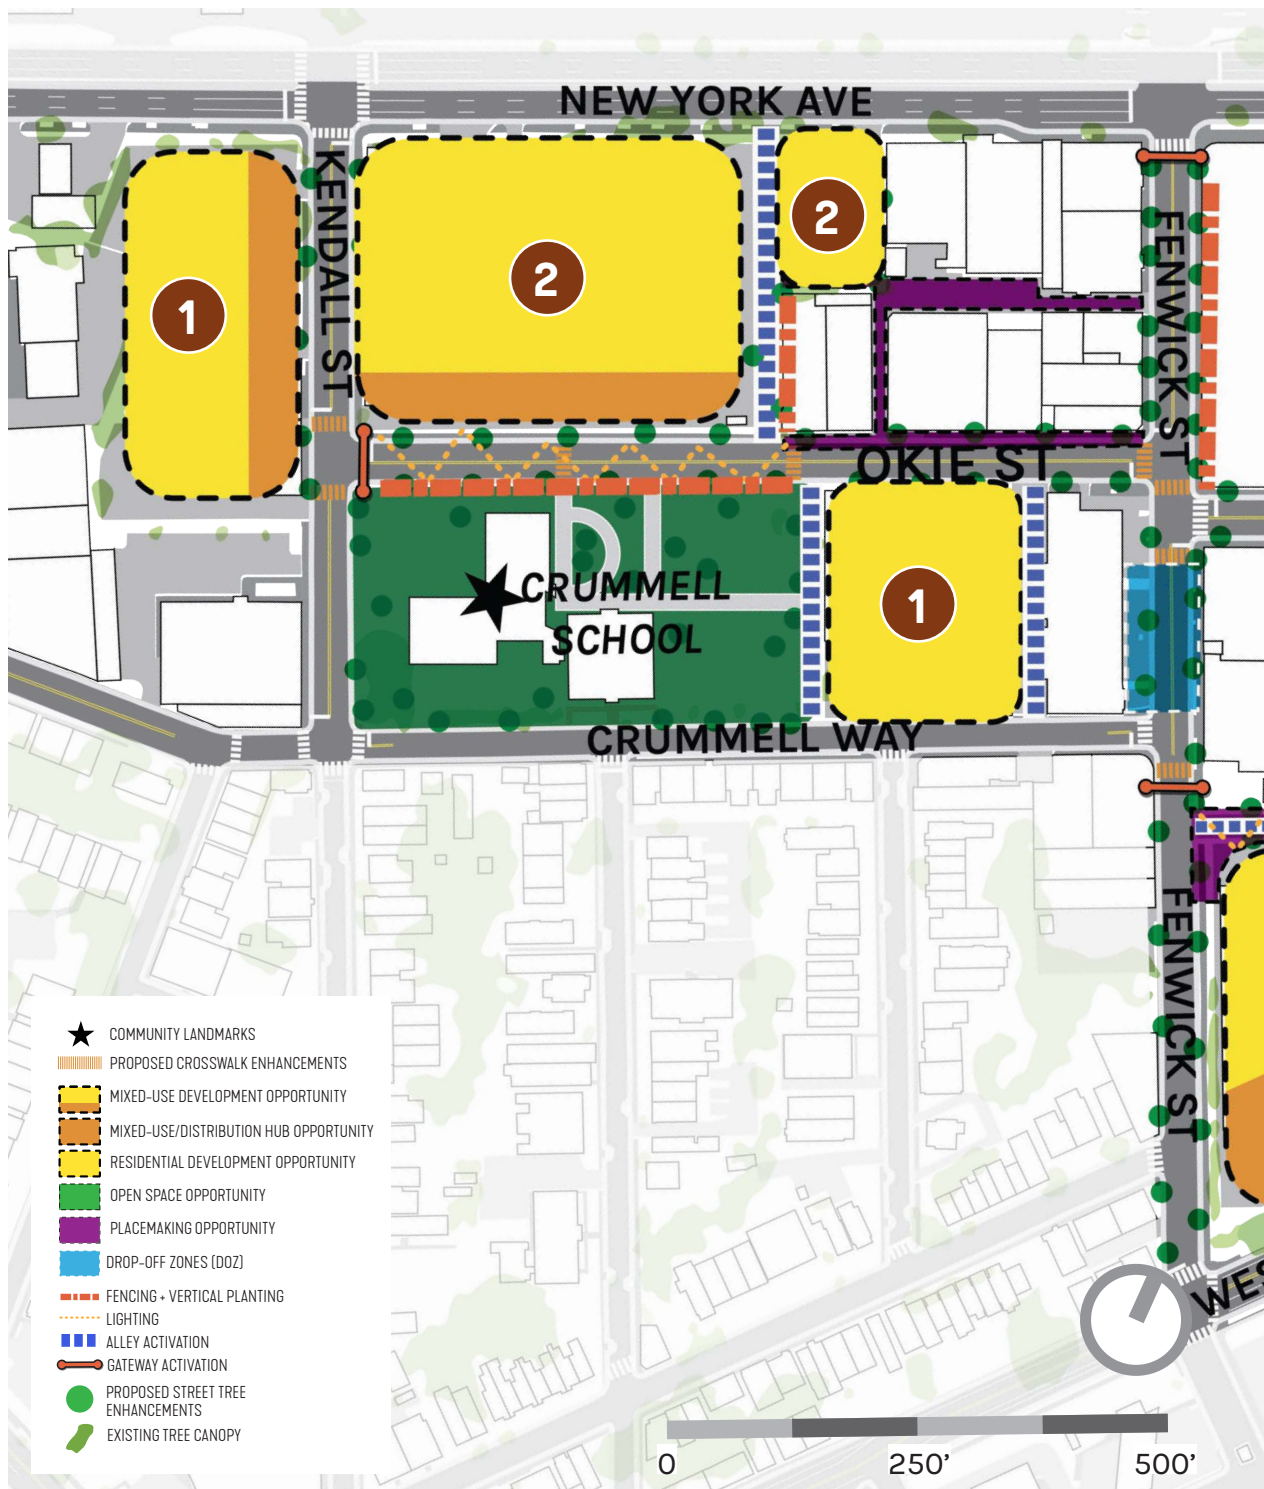 NEW YORK AVE
KENDALL ST
2
2
1
FENWICK ST
OKIE ST
CRUMMELL
SCHOOL
1
CRUMMELL WAY
FENWICK ST
WES
COMMUNITY LANDMARKS
PROPOSED CROSSWALK ENHANCEMENTS
MIXED-USE DEVELOPMENT OPPORTUNITY
MIXED-USE/DISTRIBUTION HUB OPPORTUNITY
RESIDENTIAL DEVELOPMENT OPPORTUNITY
OPEN SPACE OPPORTUNITY
PLACEMAKING OPPORTUNITY
DROP-OFF ZONES (DOZ)
FENCING + VERTICAL PLANTING
LIGHTING
ALLEY ACTIVATION
GATEWAY ACTIVATION
PROPOSED STREET TREE
ENHANCEMENTS
EXISTING TREE CANOPY
0 250' 500'